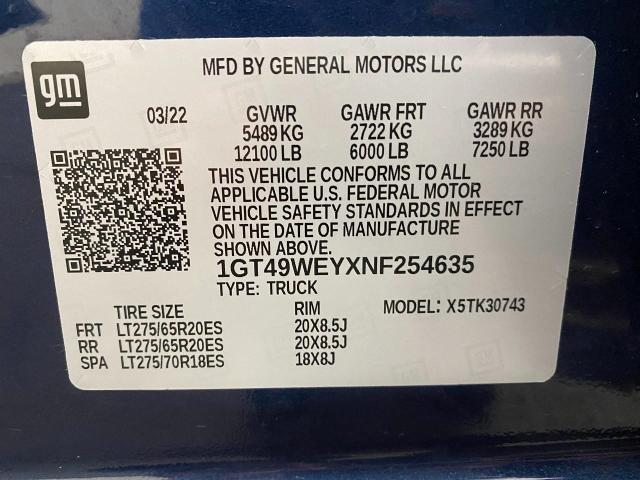 gm
MFD BY GENERAL MOTORS LLC
03/22 GVWR GAWR FRT GAWR RR
5489 KG 2722 KG 3289 KG
12100 LB 6000 LB 7250 LB
THIS VEHICLE CONFORMS TO ALL
APPLICABLE U.S. FEDERAL MOTOR
VEHICLE SAFETY STANDARDS IN EFFECT
ON THE DATE OF MANUFACTURE
SHOWN ABOVE.
1GT49WEYXNF254635
TYPE: TRUCK
TIRE SIZE RIM MODEL: X5TK30743
FRT LT275/65R20ES 20X8.5J
RR LT275/65R20ES 20X8.5J
SPA LT275/70R18ES 18X8J